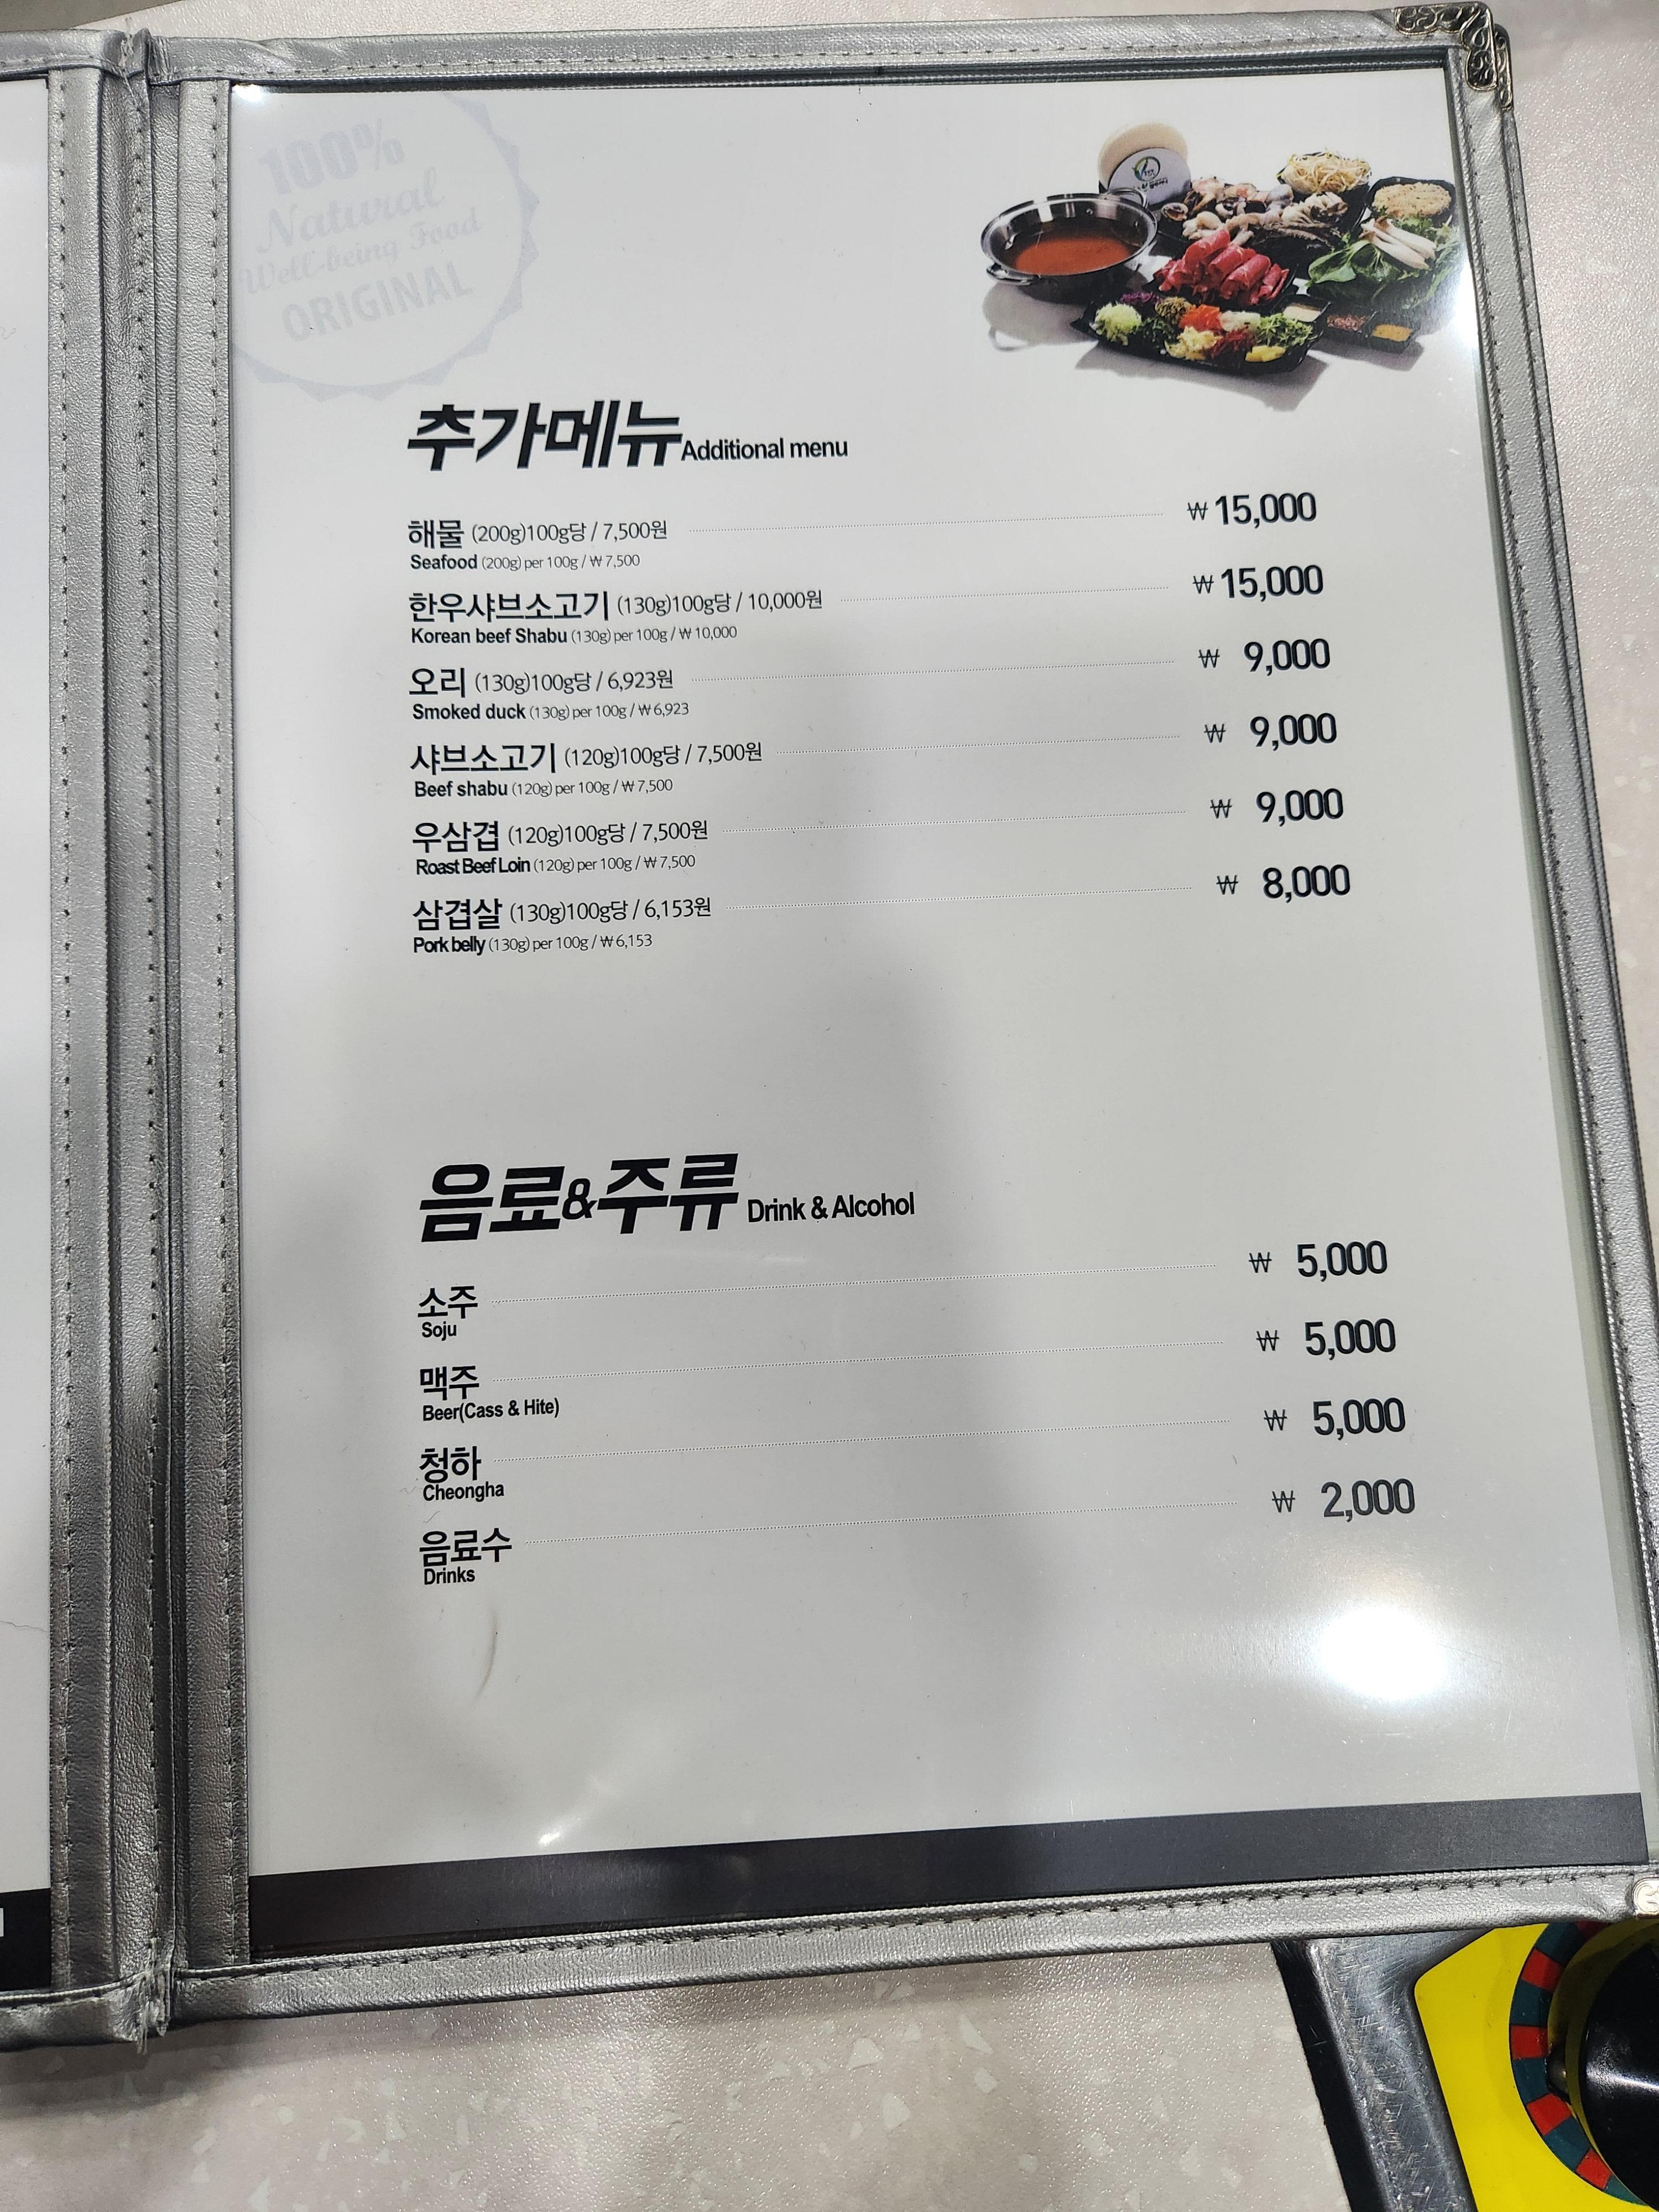 100%
Natural
Well-being Food
ORIGINAL
추가메뉴 Additional menu
해물 (200g)100g당 / 7,500원 ₩ 15,000
Seafood (200g) per 100g / ₩ 7,500
한우샤브소고기 (130g)100g당 / 10,000원 ₩ 15,000
Korean beef Shabu (130g) per 100g / ₩ 10,000
오리 (130g)100g당 / 6,923원 ₩ 9,000
Smoked duck (130g) per 100g / ₩ 6,923
샤브소고기 (120g)100g당 / 7,500원 ₩ 9,000
Beef shabu (120g) per 100g / ₩ 7,500
우삼겹 (120g)100g당 / 7,500원 ₩ 9,000
Roast Beef Loin (120g) per 100g / ₩ 7,500
삼겹살 (130g)100g당 / 6,153원 ₩ 8,000
Pork belly (130g) per 100g / ₩ 6,153
음료&주류 Drink & Alcohol
소주 ₩ 5,000
Soju
맥주 ₩ 5,000
Beer(Cass & Hite)
청하 ₩ 5,000
Cheongha
음료수 ₩ 2,000
Drinks